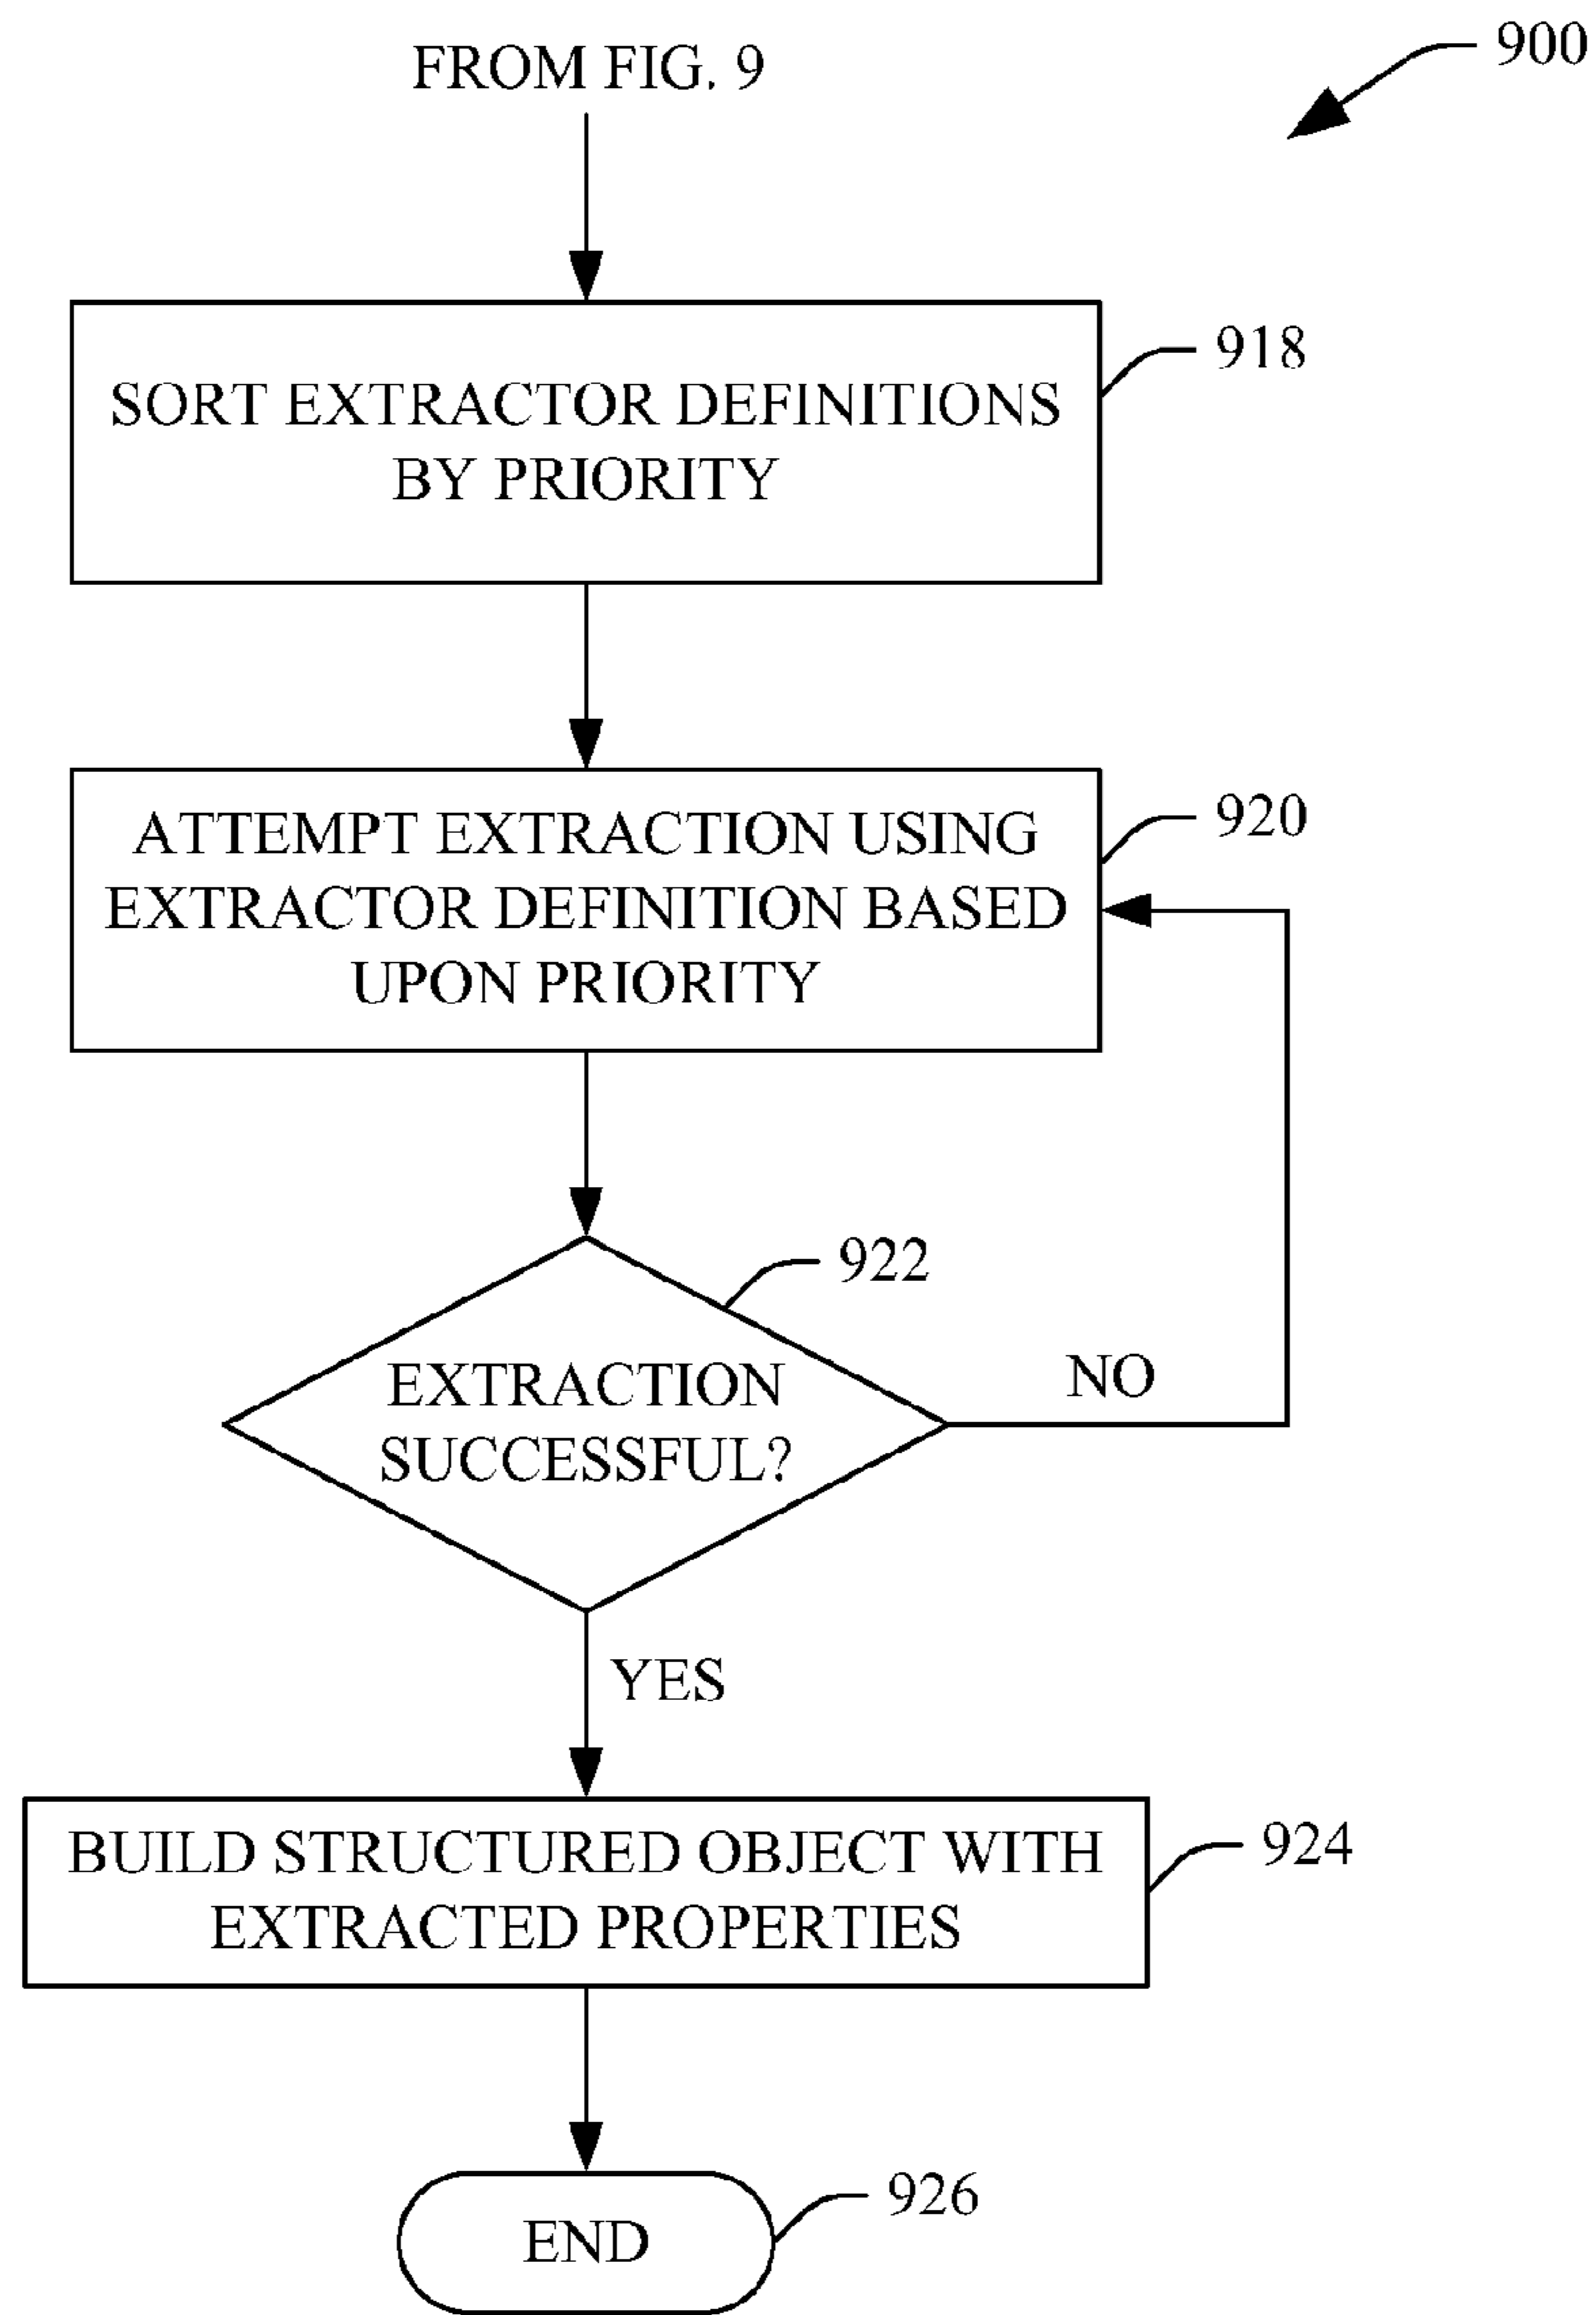 FROM FIG. 9
900
SORT EXTRACTOR DEFINITIONS
BY PRIORITY
918
ATTEMPT EXTRACTION USING
EXTRACTOR DEFINITION BASED
UPON PRIORITY
920
922
EXTRACTION
SUCCESSFUL?
NO
YES
BUILD STRUCTURED OBJECT WITH
EXTRACTED PROPERTIES
924
END
926